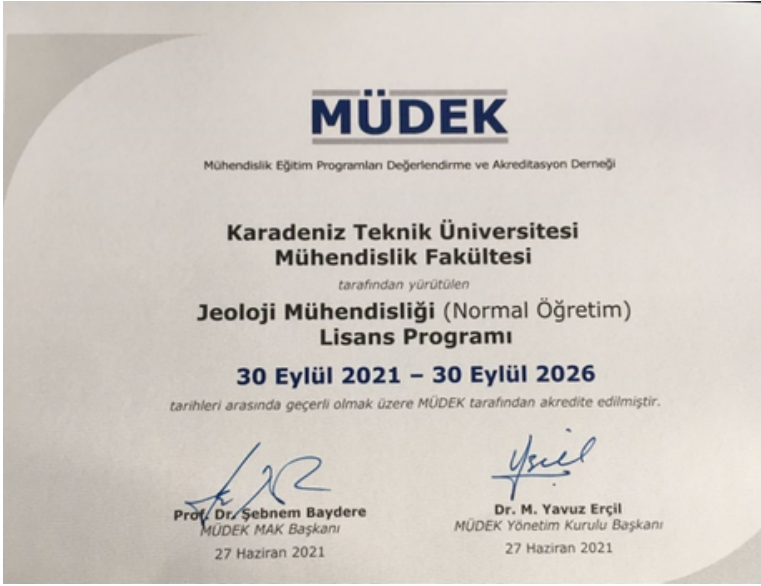 MÜDEK
Mühendislik Eğitim Programları Değerlendirme ve Akreditasyon Derneği
Karadeniz Teknik Üniversitesi
Mühendislik Fakültesi
tarafından yürütülen
Jeoloji Mühendisliği (Normal Öğretim)
Lisans Programı
30 Eylül 2021 – 30 Eylül 2026
tarihleri arasında geçerli olmak üzere MÜDEK tarafından akredite edilmiştir.
Prof. Dr. Şebnem Baydere
MÜDEK MAK Başkanı
27 Haziran 2021
Dr. M. Yavuz Erçil
MÜDEK Yönetim Kurulu Başkanı
27 Haziran 2021